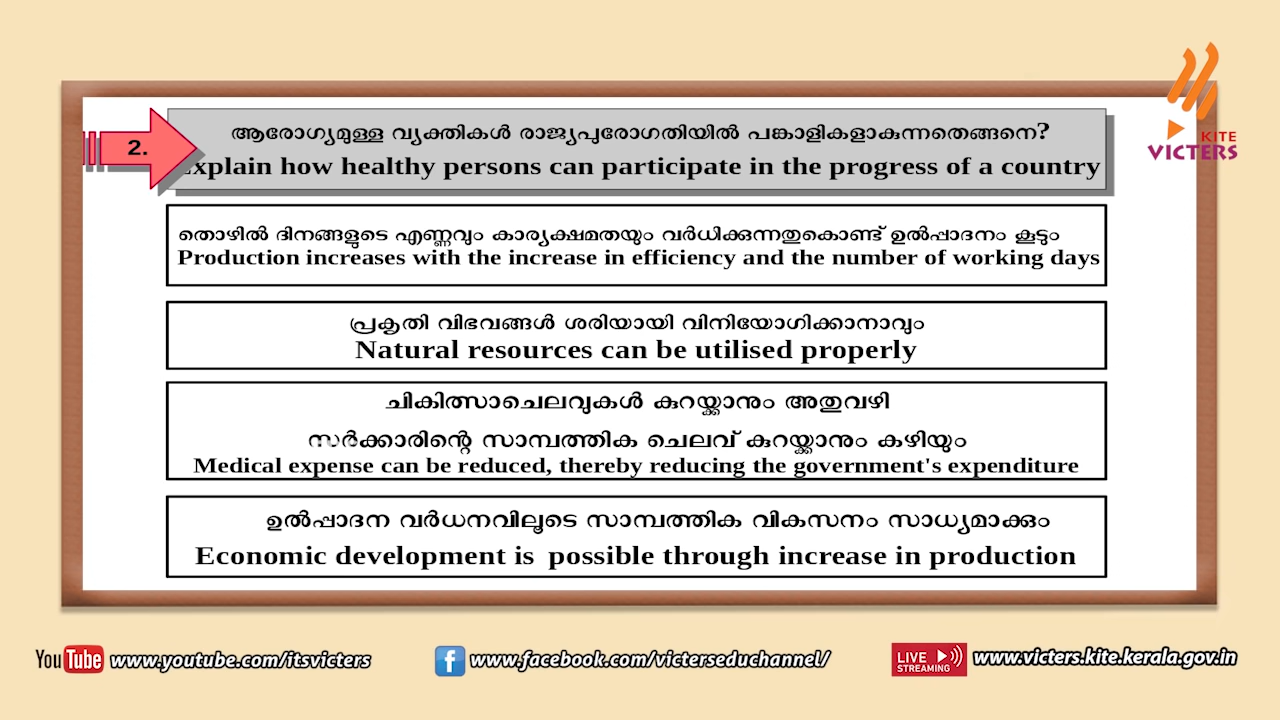 2.
ആരോഗ്യമുള്ള വ്യക്തികൾ രാജ്യപുരോഗതിയിൽ പങ്കാളികളാകുന്നതെങ്ങനെ?
xplain how healthy persons can participate in the progress of a country
തൊഴിൽ ദിനങ്ങളുടെ എണ്ണവും കാര്യക്ഷമതയും വർധിക്കുന്നതുകൊണ്ട് ഉൽപ്പാദനം കൂടും
Production increases with the increase in efficiency and the number of working days
പ്രകൃതി വിഭവങ്ങൾ ശരിയായി വിനിയോഗിക്കാനാവും
Natural resources can be utilised properly
ചികിത്സാചെലവുകൾ കുറയ്ക്കാനും അതുവഴി
സർക്കാരിന്റെ സാമ്പത്തിക ചെലവ് കുറയ്ക്കാനും കഴിയും
Medical expense can be reduced, thereby reducing the government's expenditure
ഉൽപ്പാദന വർധനവിലൂടെ സാമ്പത്തിക വികസനം സാധ്യമാക്കും
Economic development is possible through increase in production
KITE
VICTERS
YouTube www.youtube.com/itsvicters
f www.facebook.com/victerseduchannel/
LIVE STREAMING www.victers.kite.kerala.gov.in